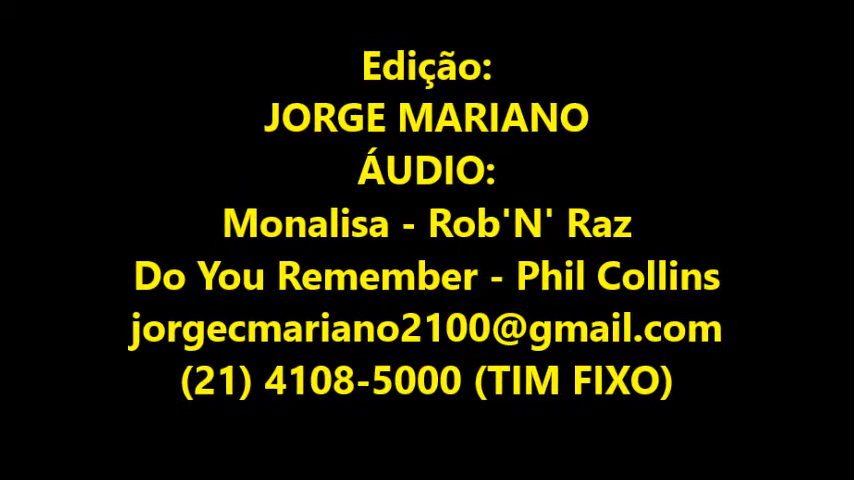 Edição:
JORGE MARIANO
ÁUDIO:
Monalisa - Rob'N' Raz
Do You Remember - Phil Collins
jorgecmariano2100@gmail.com
(21) 4108-5000 (TIM FIXO)